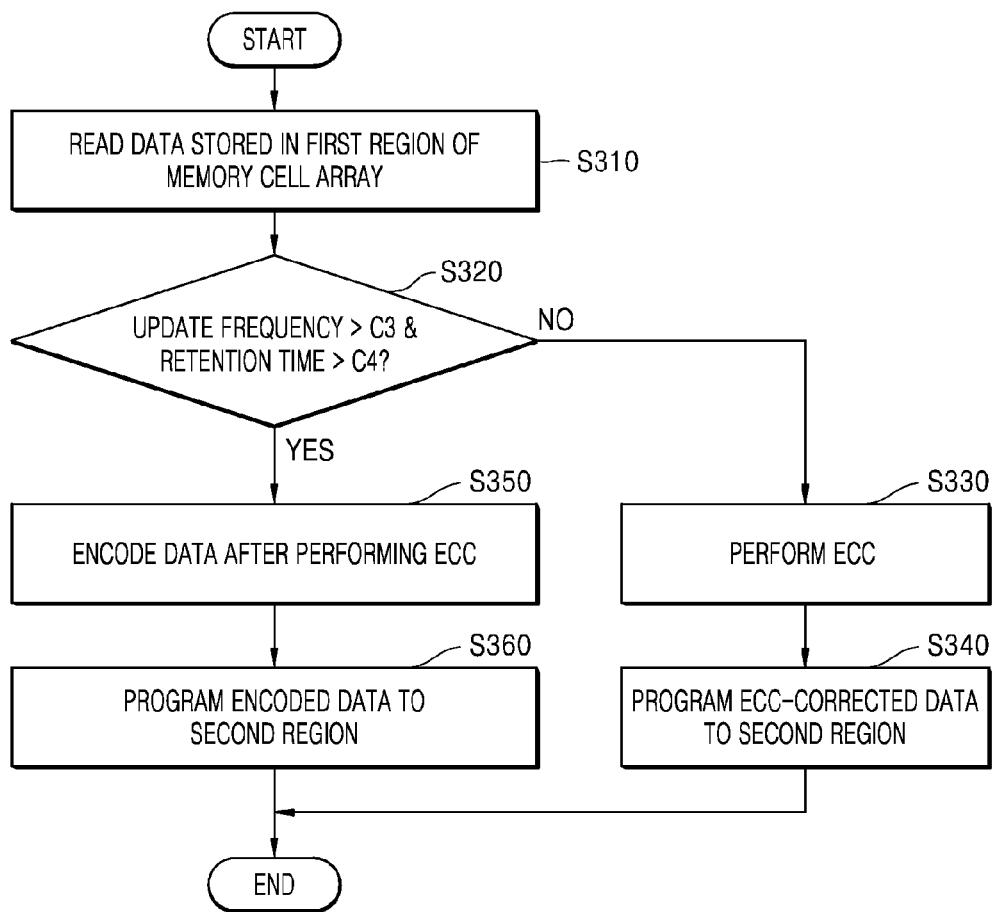 START
READ DATA STORED IN FIRST REGION OF
MEMORY CELL ARRAY
S310
S320
UPDATE FREQUENCY > C3 &
RETENTION TIME > C4?
NO
YES
S350
ENCODE DATA AFTER PERFORMING ECC
S330
PERFORM ECC
S360
PROGRAM ENCODED DATA TO
SECOND REGION
S340
PROGRAM ECC-CORRECTED DATA
TO SECOND REGION
END